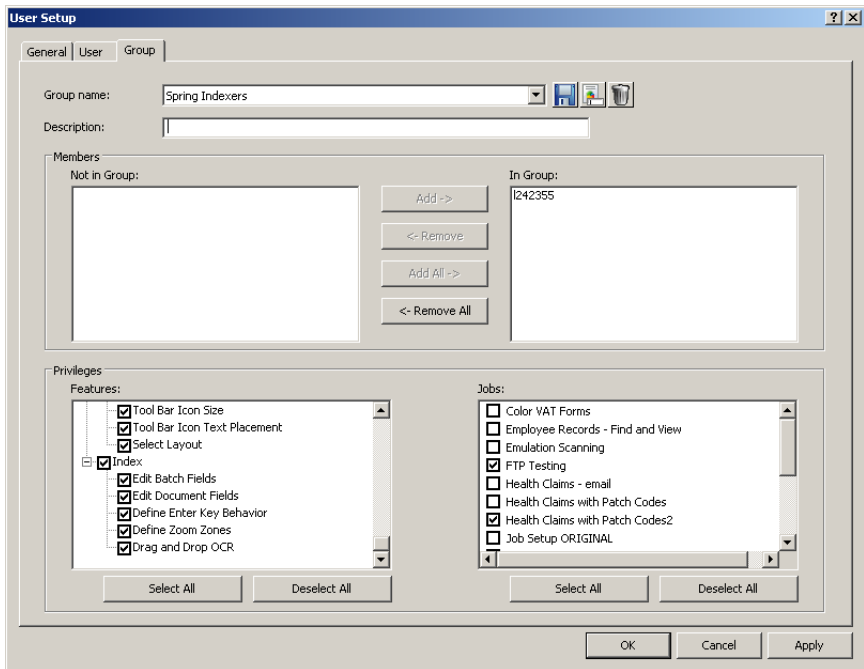 User Setup
General User Group
Group name: Spring Indexers
Description:
Members
Not in Group:
In Group:
Add ->
<- Remove
Add All ->
<- Remove All
l242355
Privileges
Features:
Tool Bar Icon Size
Tool Bar Icon Text Placement
Select Layout
Index
Edit Batch Fields
Edit Document Fields
Define Enter Key Behavior
Define Zoom Zones
Drag and Drop OCR
Select All Deselect All
Jobs:
Color VAT Forms
Employee Records - Find and View
Emulation Scanning
FTP Testing
Health Claims - email
Health Claims with Patch Codes
Health Claims with Patch Codes2
Job Setup ORIGINAL
Select All Deselect All
OK Cancel Apply